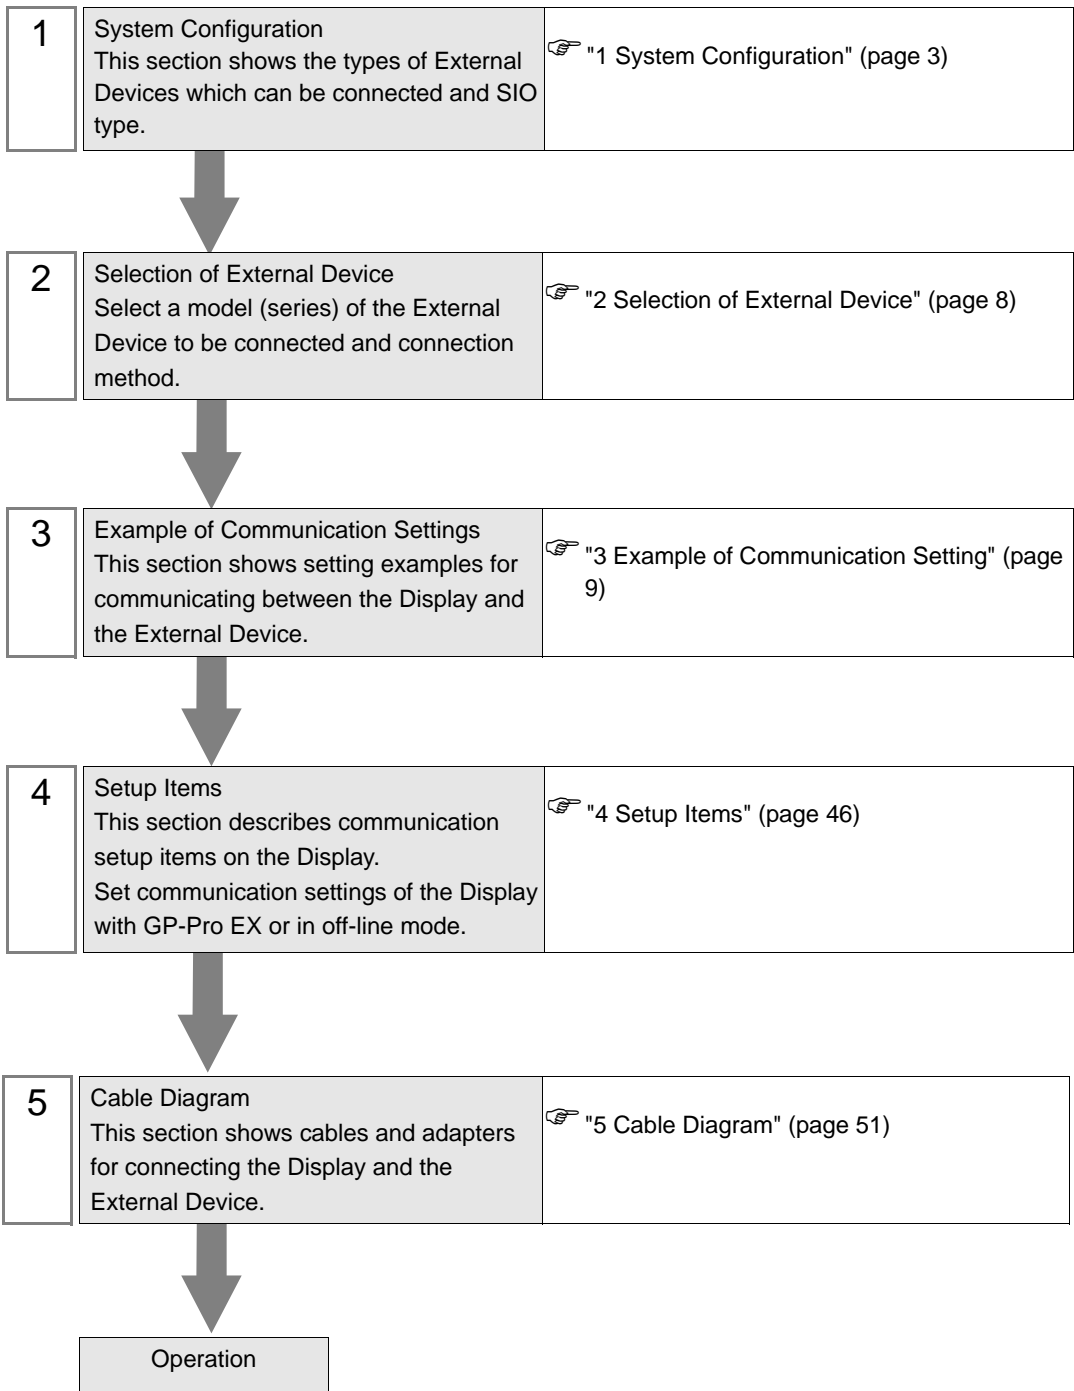 1
System Configuration
This section shows the types of External
Devices which can be connected and SIO
type.
"1 System Configuration" (page 3)
2
Selection of External Device
Select a model (series) of the External
Device to be connected and connection
method.
"2 Selection of External Device" (page 8)
3
Example of Communication Settings
This section shows setting examples for
communicating between the Display and
the External Device.
"3 Example of Communication Setting" (page
9)
4
Setup Items
This section describes communication
setup items on the Display.
Set communication settings of the Display
with GP-Pro EX or in off-line mode.
"4 Setup Items" (page 46)
5
Cable Diagram
This section shows cables and adapters
for connecting the Display and the
External Device.
"5 Cable Diagram" (page 51)
Operation